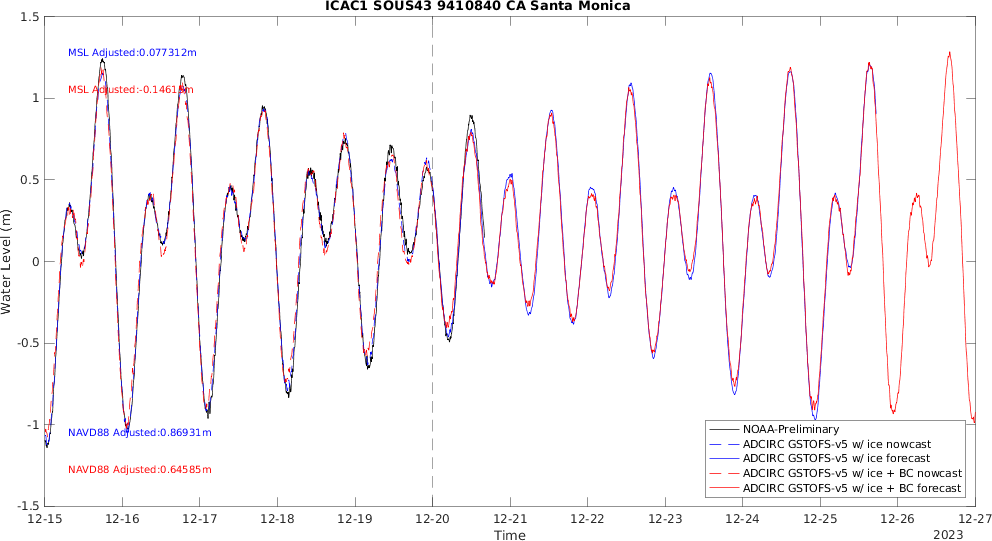 ICAC1 SOUS43 9410840 CA Santa Monica
1.5
1
0.5
0
-0.5
-1
-1.5
Water Level (m)
MSL Adjusted:0.077312m
MSL Adjusted:-0.1461 m
NAVD88 Adjusted:0.86931m
NAVD88 Adjusted:0.64585m
NOAA-Preliminary
ADCIRC GSTOFS-v5 w/ ice nowcast
ADCIRC GSTOFS-v5 w/ ice forecast
ADCIRC GSTOFS-v5 w/ ice + BC nowcast
ADCIRC GSTOFS-v5 w/ ice + BC forecast
12-15 12-16 12-17 12-18 12-19 12-20 12-21 12-22 12-23 12-24 12-25 12-26 12-27
Time
2023